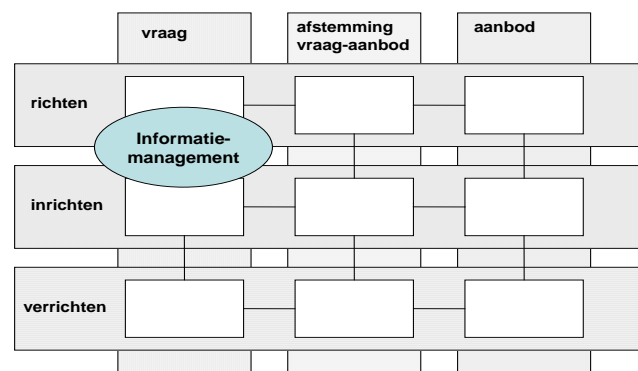 vraag
afstemming
vraag-aanbod
aanbod
richten
Informatie-
management
inrichten
verrichten